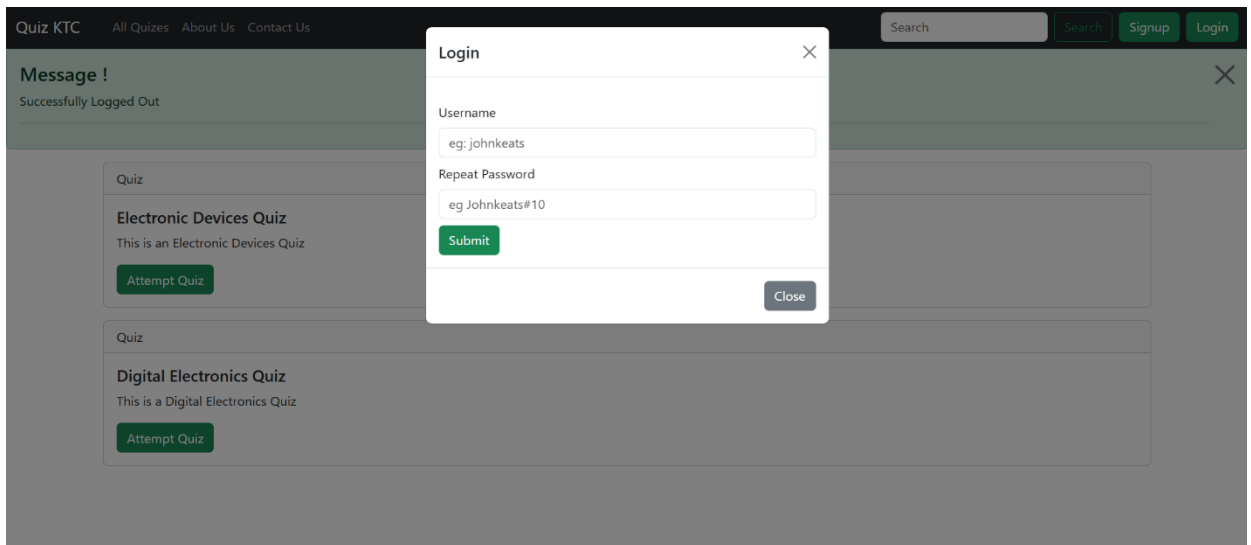 Quiz KTC All Quizes About Us Contact Us Search Search Signup Login
Message !
Successfully Logged Out
Login
Username
eg: johnkeats
Repeat Password
eg Johnkeats#10
Submit
Close
Quiz
Electronic Devices Quiz
This is an Electronic Devices Quiz
Attempt Quiz
Quiz
Digital Electronics Quiz
This is a Digital Electronics Quiz
Attempt Quiz